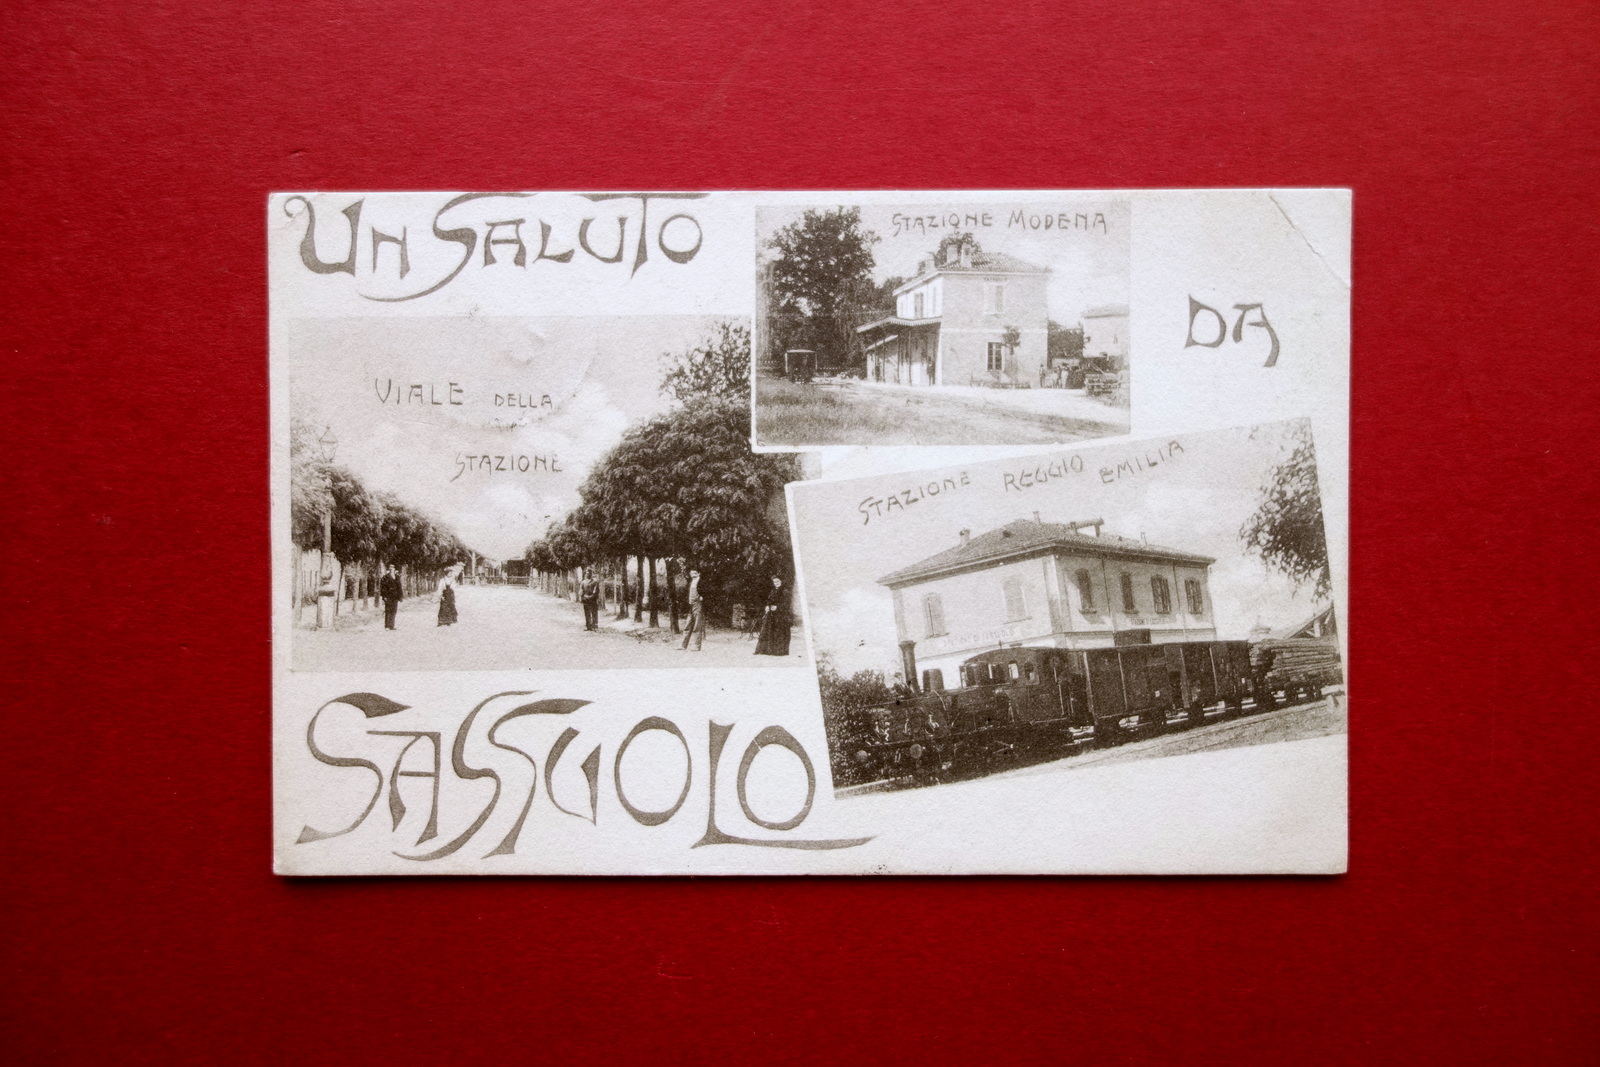 Un Saluto
Da
Sassuolo
Viale della
Stazione
Stazione Modena
Stazione Reggio Emilia